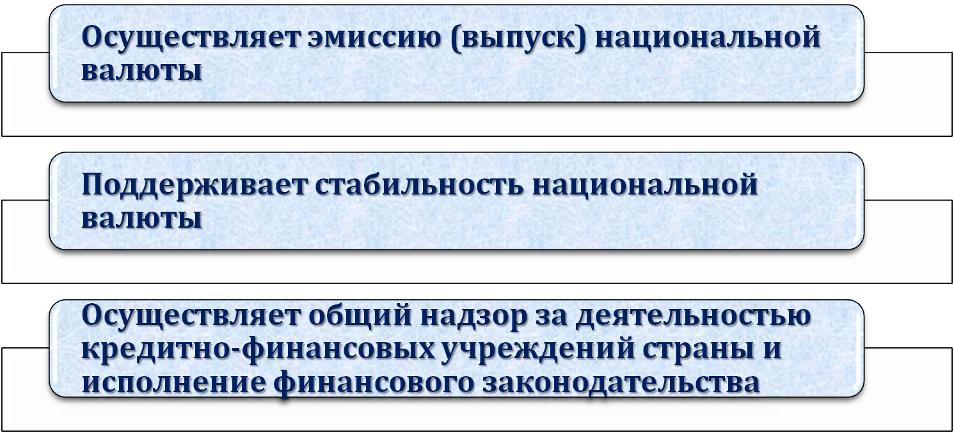 Осуществляет эмиссию (выпуск) национальной
валюты
Поддерживает стабильность национальной
валюты
Осуществляет общий надзор за деятельностью
кредитно-финансовых учреждений страны и
исполнение финансового законодательства